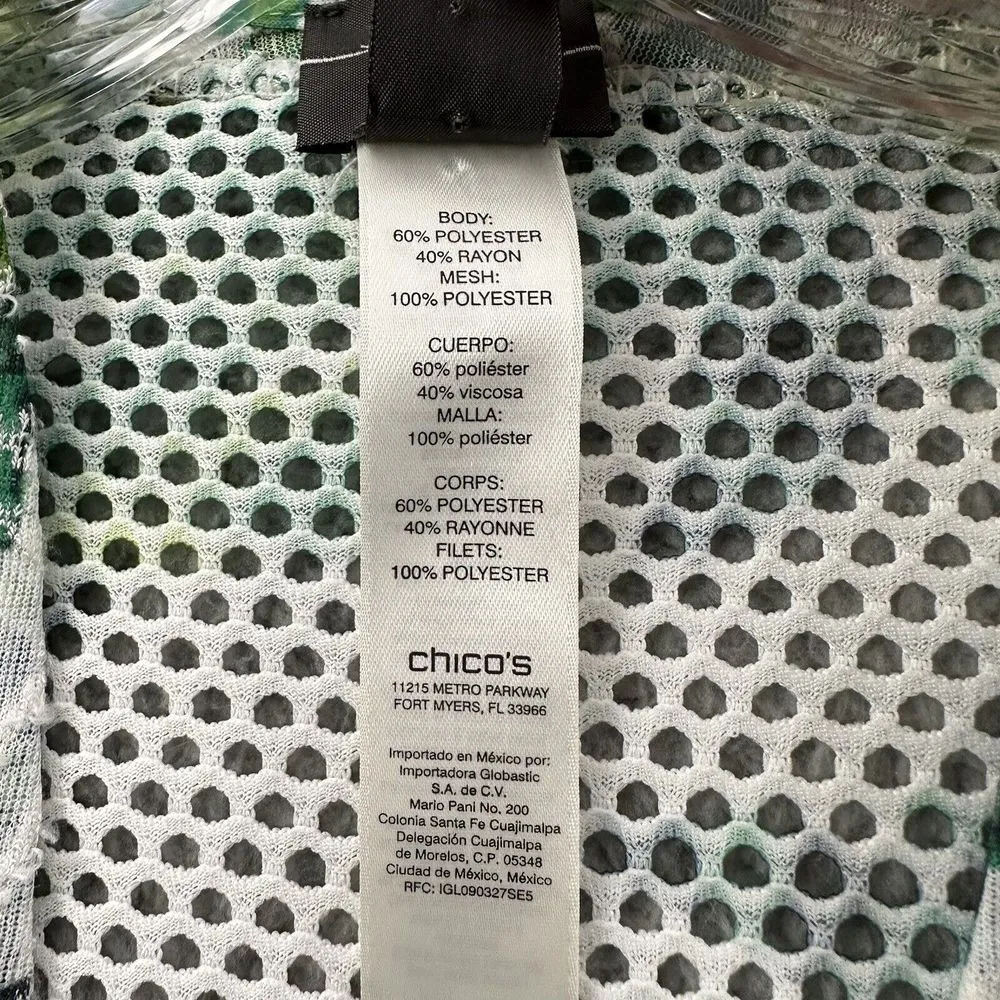 BODY:
60% POLYESTER
40% RAYON
MESH:
100% POLYESTER
CUERPO:
60% poliéster
40% viscosa
MALLA:
100% poliéster
CORPS:
60% POLYESTER
40% RAYONNE
FILETS:
100% POLYESTER
chico's
11215 METRO PARKWAY
FORT MYERS, FL 33966
Importado en México por:
Importadora Globastic
S.A. de C.V.
Mario Pani No. 200
Colonia Santa Fe Cuajimalpa
Delegación Cuajimalpa
de Morelos, C.P. 05348
Ciudad de México, México
RFC: IGL090327SE5